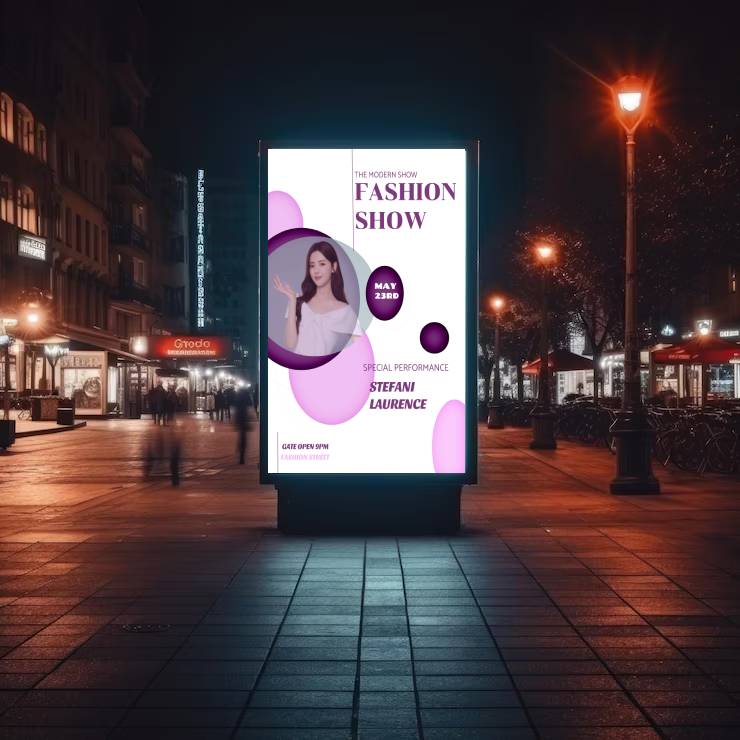 THE MODERN SHOW
FASHION
SHOW
MAY
23RD
SPECIAL PERFORMANCE
STEFANI
LAURENCE
GATE OPEN 9PM
FASHION STREET